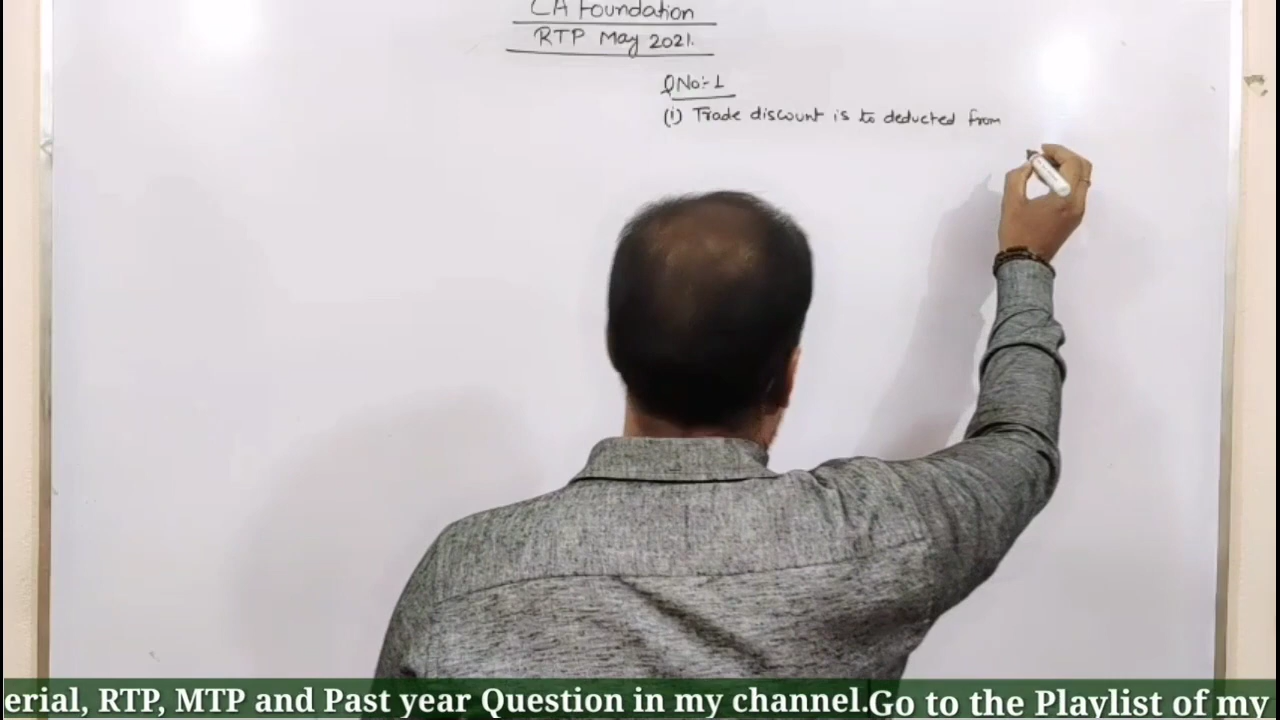 CA Foundation
RTP May 2021.
QNo:-1
(i) Trade discount is to deducted from
erial, RTP, MTP and Past year Question in my channel.Go to the Playlist of my